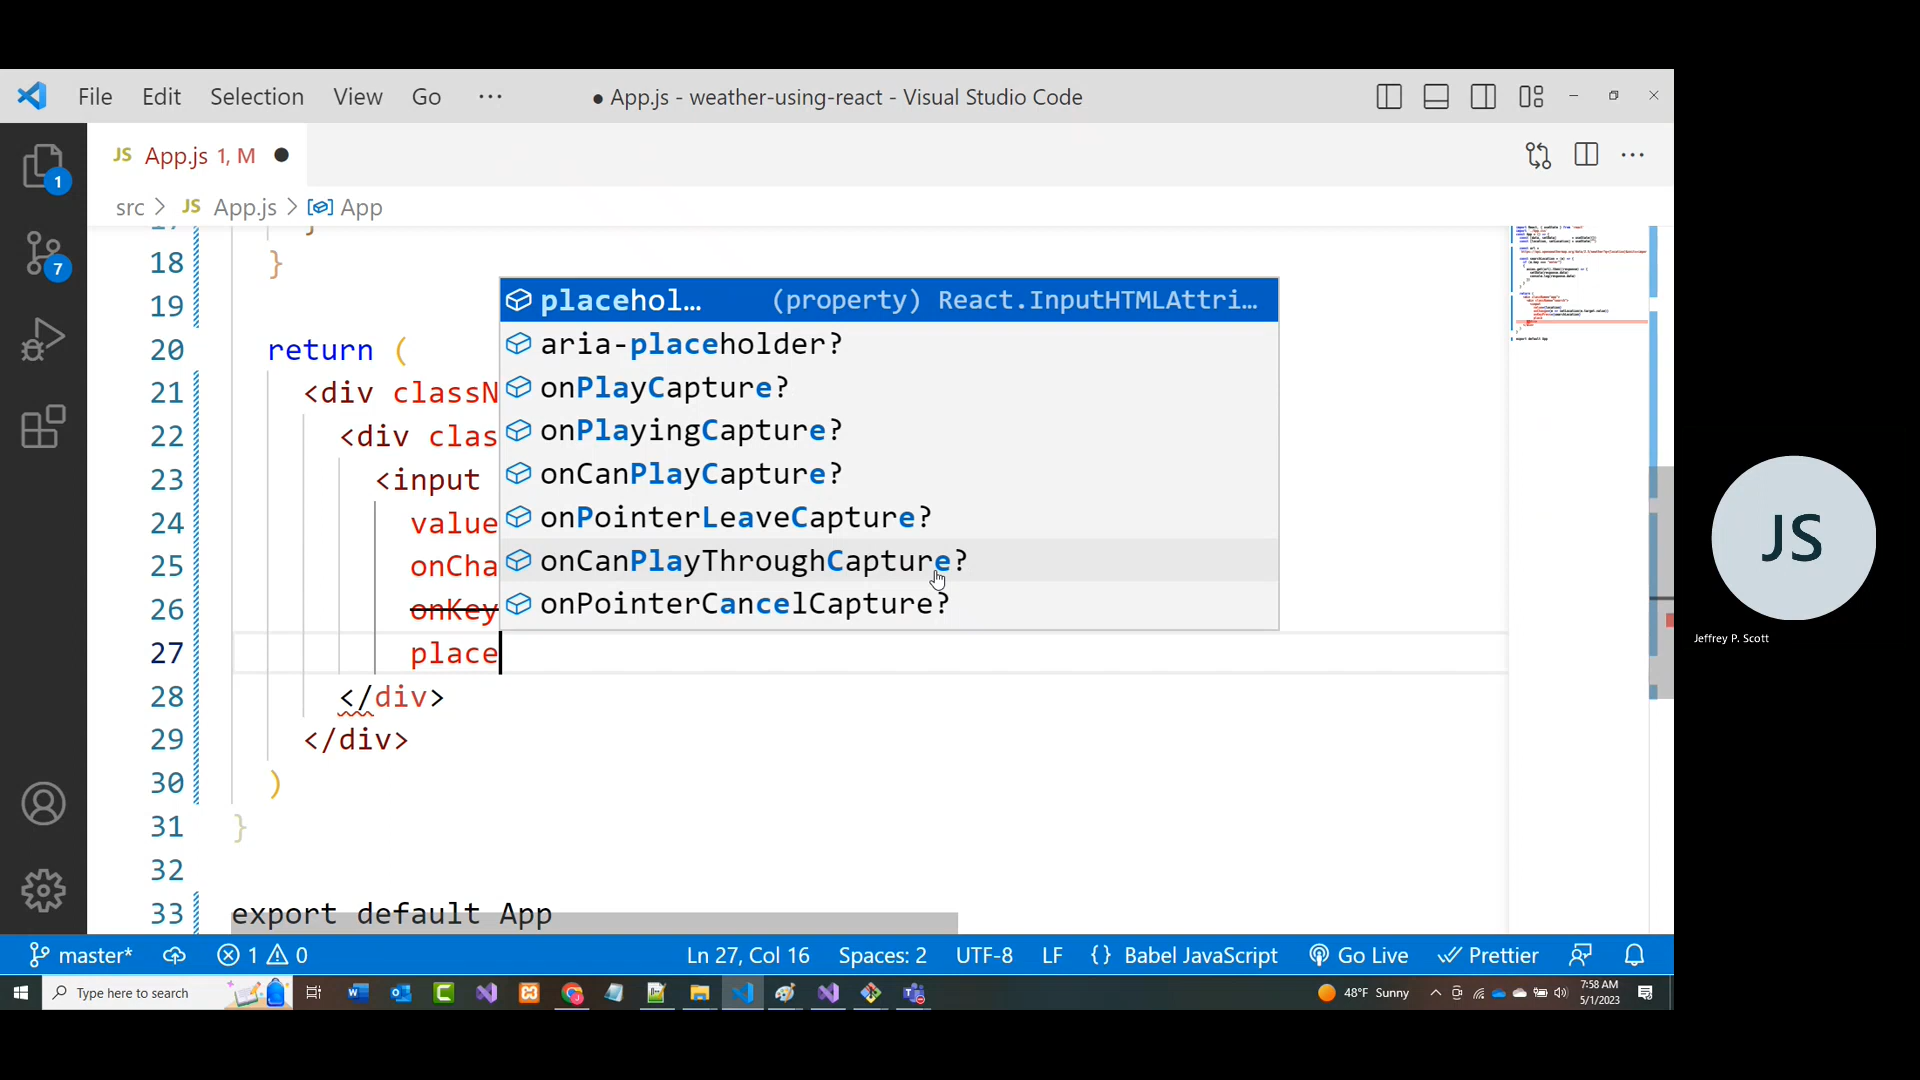 File Edit Selection View Go ··· ● App.js - weather-using-react - Visual Studio Code
JS App.js 1, M ●
1
src > JS App.js > App
7
18 }
19
20 return (
21 <div classN
22 <div clas
23 <input
24 value
25 onCha
26 onKey
27 place
28 </div>
29 </div>
30 )
31 }
32
33 export default App
placehol… (property) React.InputHTMLAttri…
aria-placeholder?
onPlayCapture?
onPlayingCapture?
onCanPlayCapture?
onPointerLeaveCapture?
onCanPlayThroughCapture?
onPointerCancelCapture?
JS
Jeffrey P. Scott
master* 1 0 Ln 27, Col 16 Spaces: 2 UTF-8 LF {} Babel JavaScript Go Live Prettier
Type here to search 48°F Sunny 7:58 AM
5/1/2023